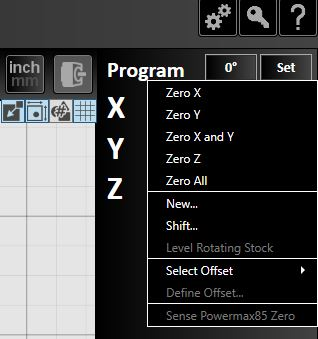 ?
inch
mm
Program 0° Set
X
Y
Z
Zero X
Zero Y
Zero X and Y
Zero Z
Zero All
New...
Shift...
Level Rotating Stock
Select Offset
Define Offset...
Sense Powermax85 Zero